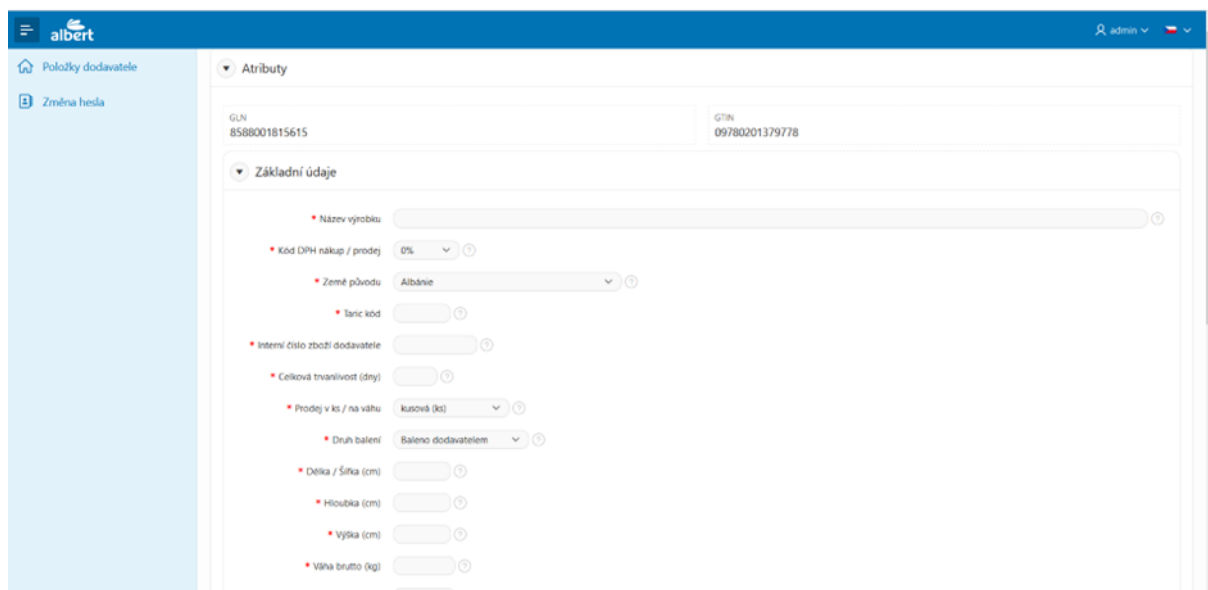 albert
admin
Položky dodavatele
Změna hesla
Atributy
GLN
8588001815615
GTIN
09780201379778
Základní údaje
* Název výrobku
* Kód DPH nákup / prodej 0%
* Země původu Albánie
* Taric kód
* Interní číslo zboží dodavatele
* Celková trvanlivost (dny)
* Prodej v ks / na váhu kusová (ks)
* Druh balení Baleno dodavatelem
* Délka / Šířka (cm)
* Hloubka (cm)
* Výška (cm)
* Váha brutto (kg)